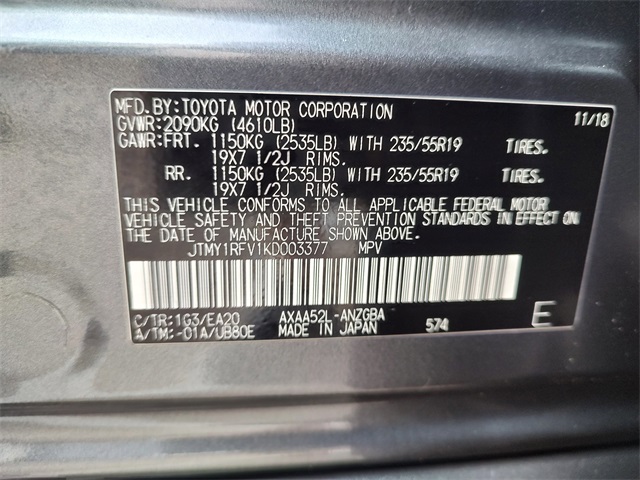 MFD.BY:TOYOTA MOTOR CORPORATION 11/18
GVWR:2090KG (4610LB)
GAWR:FRT. 1150KG (2535LB) WITH 235/55R19 TIRES.
19X7 1/2J RIMS.
RR. 1150KG (2535LB) WITH 235/55R19 TIRES.
19X7 1/2J RIMS.
THIS VEHICLE CONFORMS TO ALL APPLICABLE FEDERAL MOTOR
VEHICLE SAFETY AND THEFT PREVENTION STANDARDS IN EFFECT ON
THE DATE OF MANUFACTURE SHOWN ABOVE.
JTMY1RFV1KD003377 MPV
C/TR:1G3/EA20 AXAA52L-ANZGBA
A/TM:-01A/UB80E MADE IN JAPAN 574 E